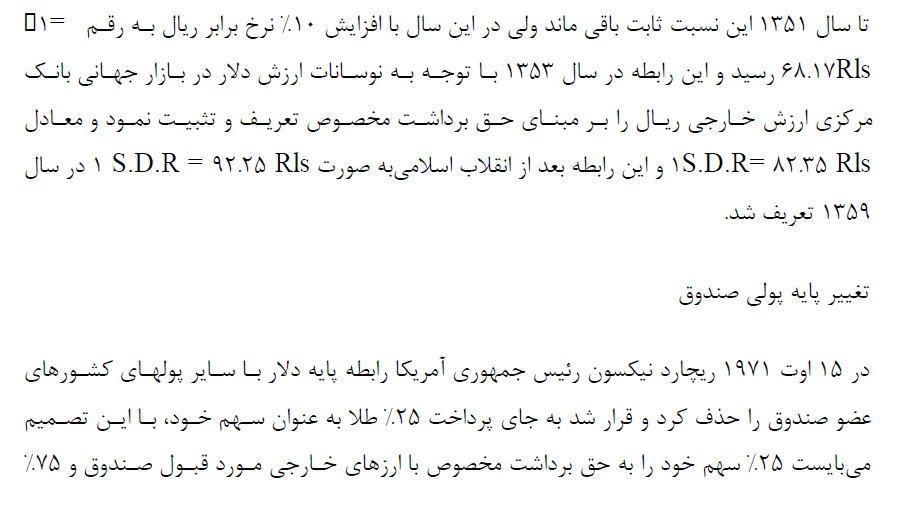 تا سال ۱۳۵۱ این نسبت ثابت باقی ماند ولی در این سال با افزایش ۱۰٪ نرخ برابر ریال به رقم =۱
۶۸.۱۷Rls رسید و این رابطه در سال ۱۳۵۳ با توجه به نوسانات ارزش دلار در بازار جهانی بانک
مرکزی ارزش خارجی ریال را بر مبنای حق برداشت مخصوص تعریف و تثبیت نمود و معادل
۱S.D.R= ۸۲.۳۵ Rls و این رابطه بعد از انقلاب اسلامی‌به صورت ۱ S.D.R = ۹۲.۲۵ Rls در سال
۱۳۵۹ تعریف شد.
تغییر پایه پولی صندوق
در ۱۵ اوت ۱۹۷۱ ریچارد نیکسون رئیس جمهوری آمریکا رابطه پایه دلار با سایر پولهای کشورهای
عضو صندوق را حذف کرد و قرار شد به جای پرداخت ۲۵٪ طلا به عنوان سهم خود، با این تصمیم
می‌بایست ۲۵٪ سهم خود را به حق برداشت مخصوص با ارزهای خارجی مورد قبول صندوق و ۷۵٪